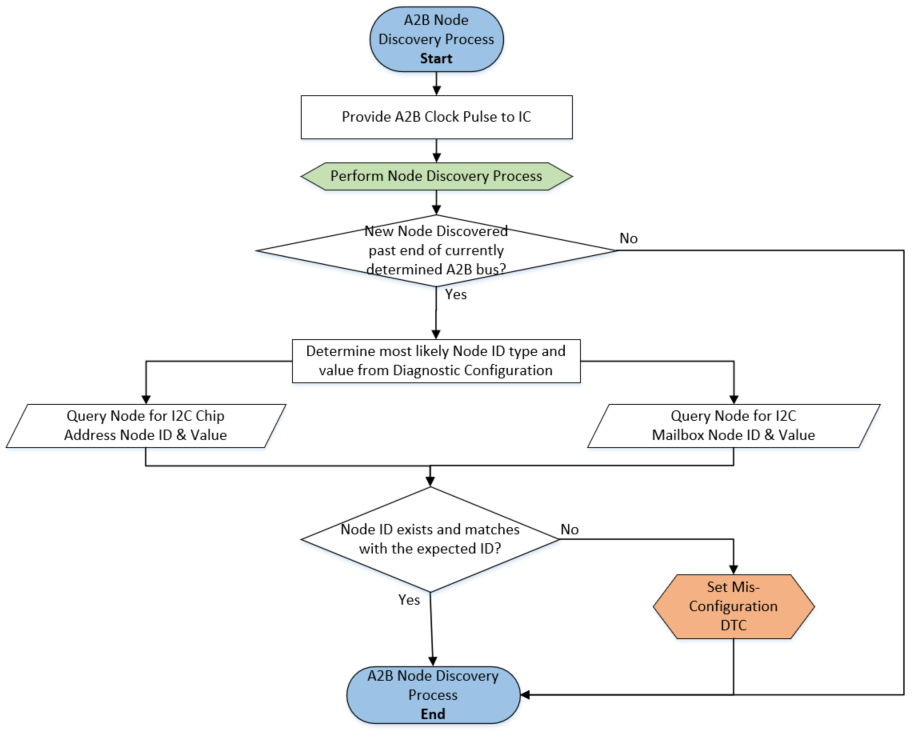 A2B Node
Discovery Process
Start
Provide A2B Clock Pulse to IC
Perform Node Discovery Process
New Node Discovered
past end of currently
determined A2B bus?
No
Yes
Determine most likely Node ID type and
value from Diagnostic Configuration
Query Node for I2C Chip
Address Node ID & Value
Query Node for I2C
Mailbox Node ID & Value
Node ID exists and matches
with the expected ID?
No
Yes
Set Mis-
Configuration
DTC
A2B Node Discovery
Process
End